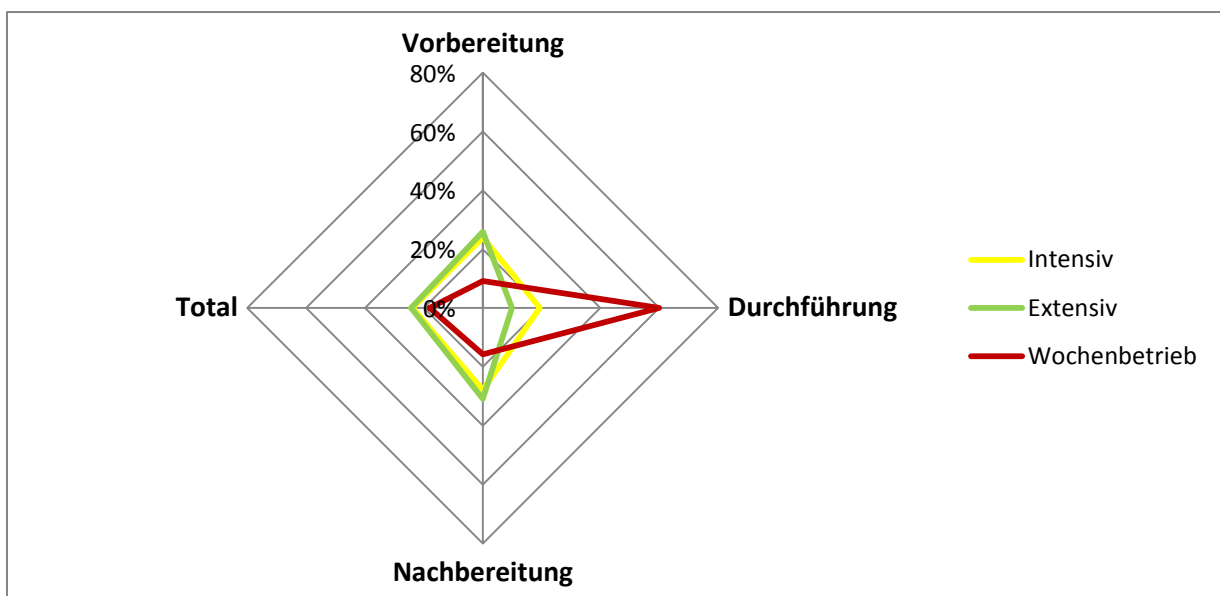 Vorbereitung
80%
60%
40%
20%
0%
Total
Durchführung
Nachbereitung
Intensiv
Extensiv
Wochenbetrieb